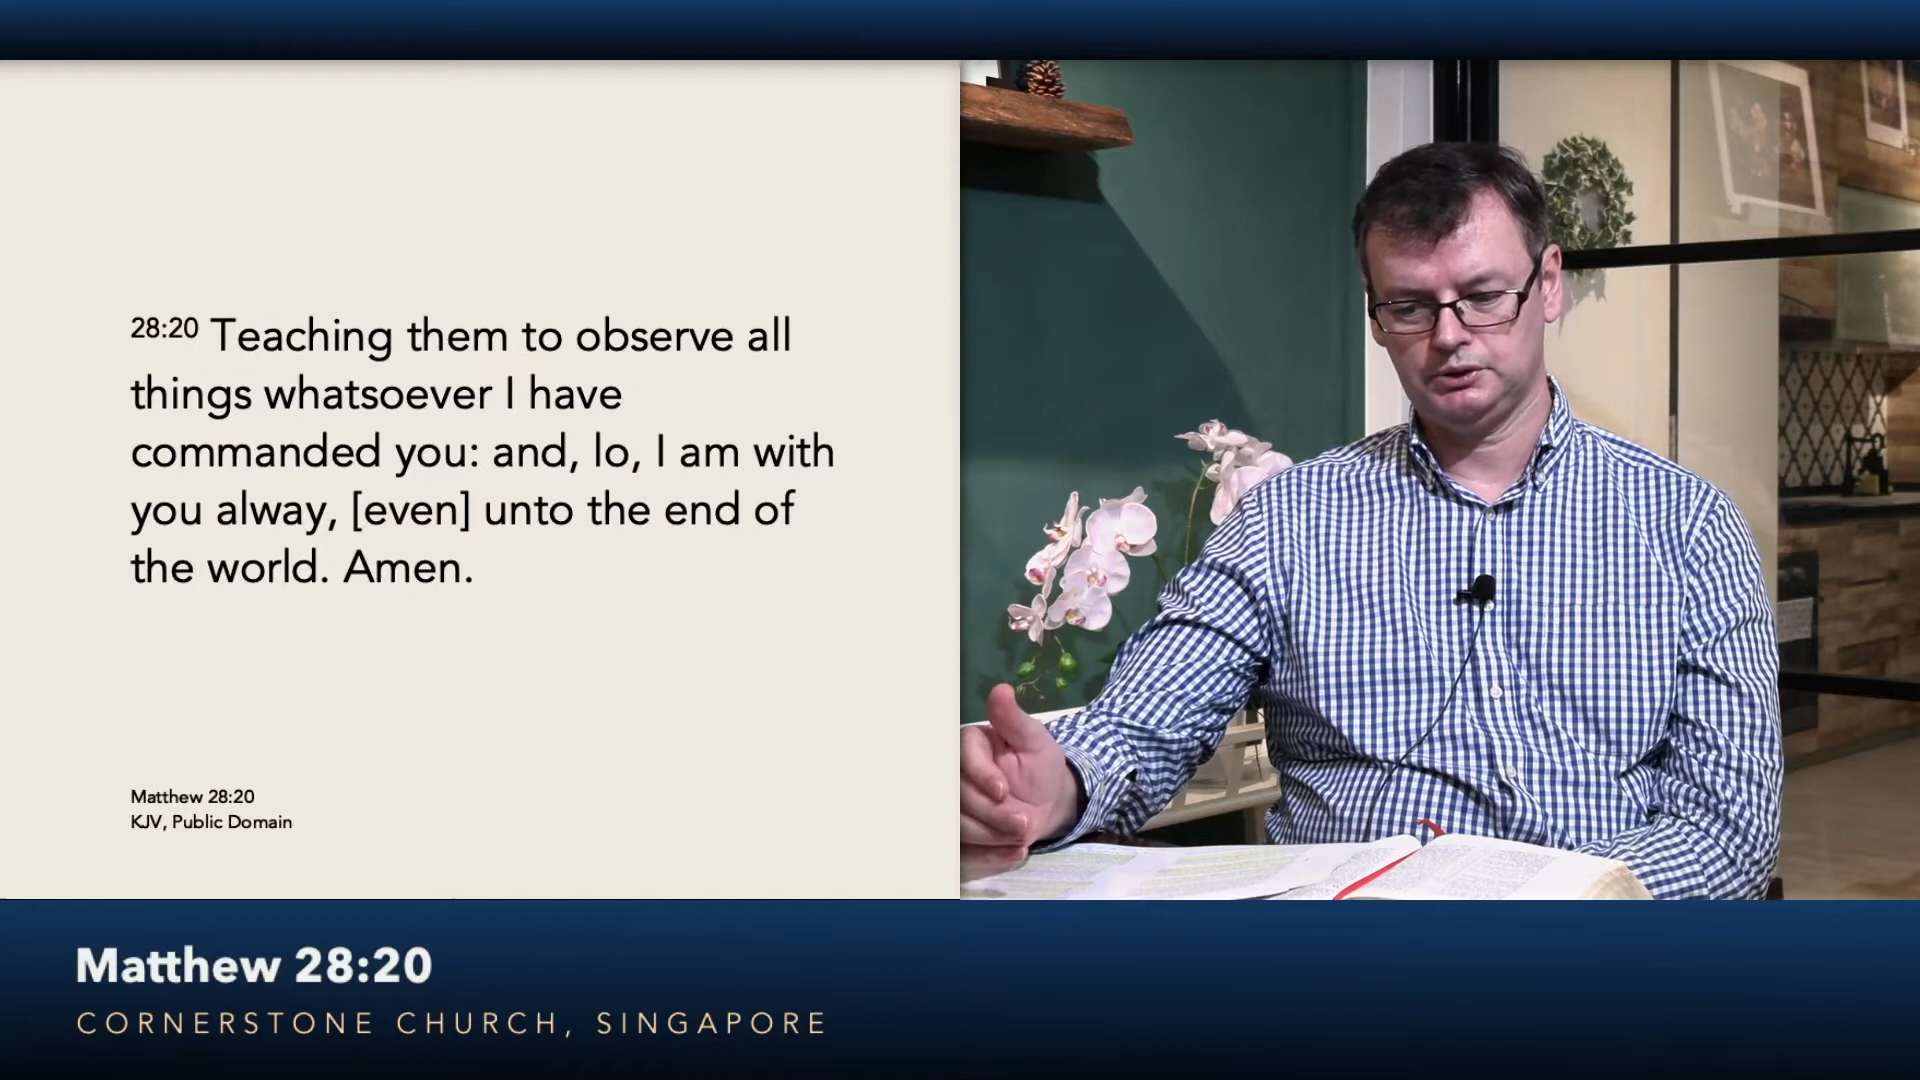 28:20 Teaching them to observe all
things whatsoever I have
commanded you: and, lo, I am with
you alway, [even] unto the end of
the world. Amen.
Matthew 28:20
KJV, Public Domain
Matthew 28:20
CORNERSTONE CHURCH, SINGAPORE